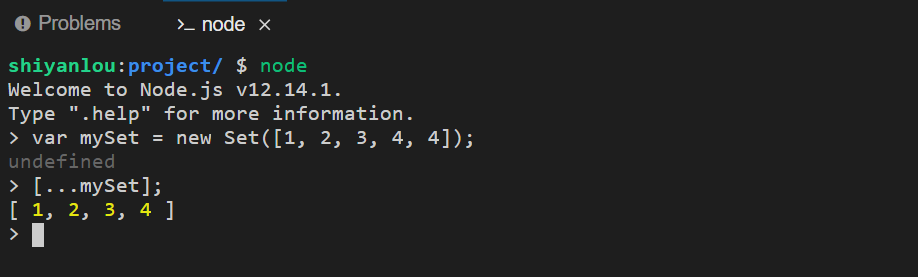 Problems
>_ node ×
shiyanlou:project/ $ node
Welcome to Node.js v12.14.1.
Type ".help" for more information.
> var mySet = new Set([1, 2, 3, 4, 4]);
undefined
> [...mySet];
[ 1, 2, 3, 4 ]
>